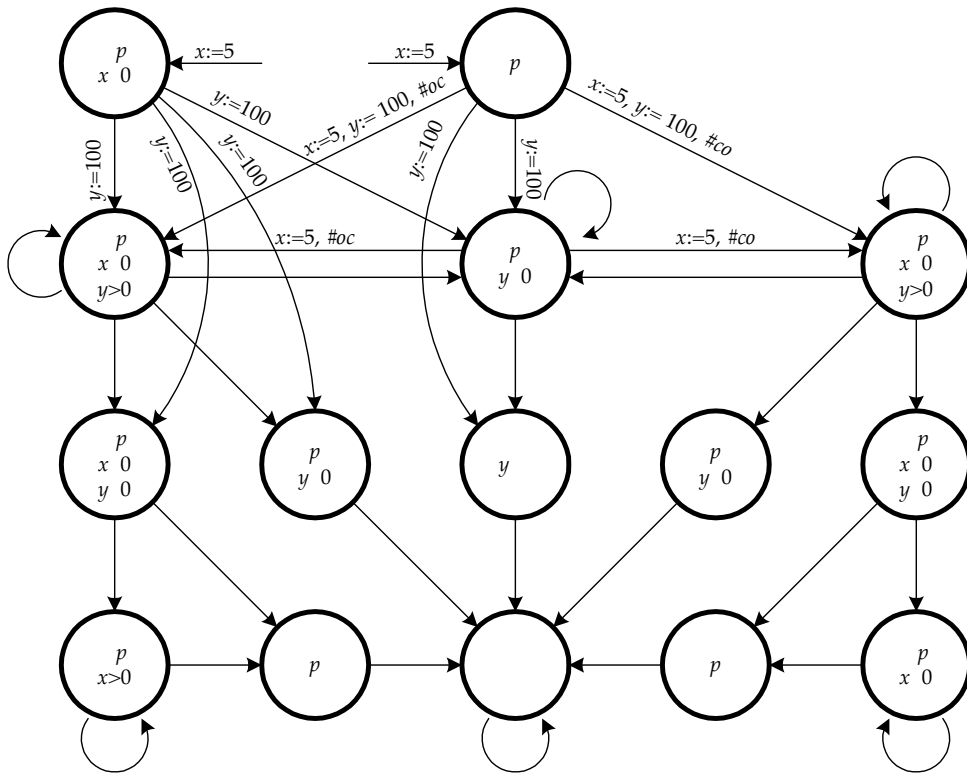 p
x 0
x:=5
x:=5
p
y:=100
y:=100
y:=100
y:=100
x:=5, y:= 100, #oc
y:=100
y:=100
x:=5, y:= 100, #co
p
x 0
y>0
x:=5, #oc
p
y 0
x:=5, #co
p
x 0
y>0
p
x 0
y 0
p
y 0
y
p
y 0
p
x 0
y 0
p
x>0
p
p
p
x 0